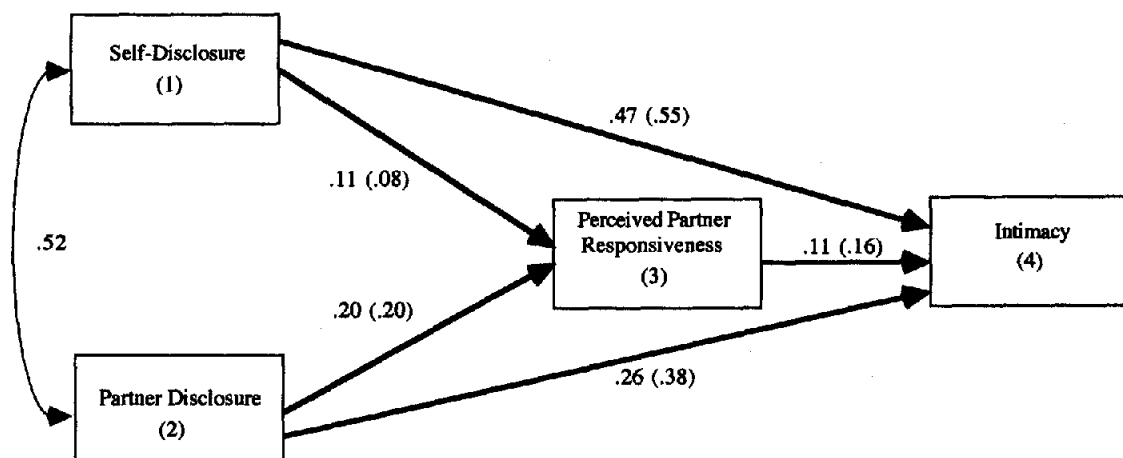 Self-Disclosure
(1)
.47 (.55)
.11 (.08)
Perceived Partner
Responsiveness
(3)
.11 (.16)
Intimacy
(4)
.52
.20 (.20)
.26 (.38)
Partner Disclosure
(2)